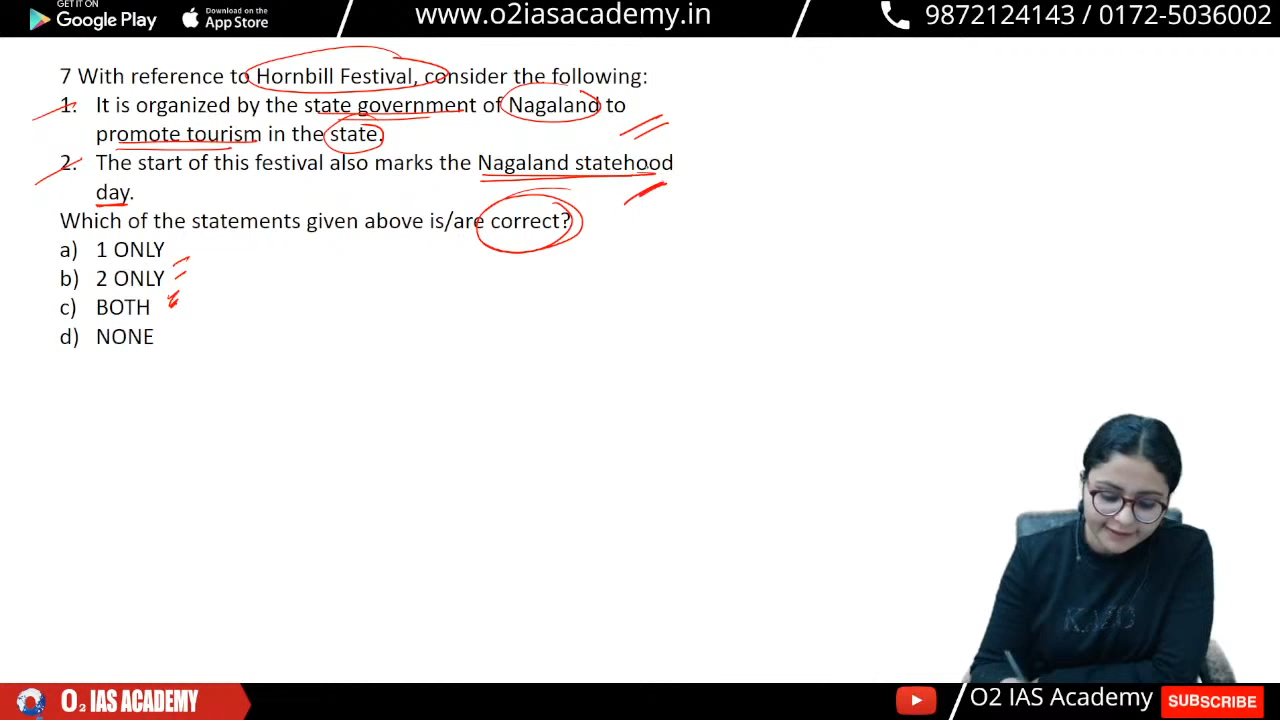 GET IT ON
Google Play
Download on the
App Store
www.o2iasacademy.in
9872124143 / 0172-5036002
7 With reference to Hornbill Festival, consider the following:
1. It is organized by the state government of Nagaland to
promote tourism in the state.
2. The start of this festival also marks the Nagaland statehood
day.
Which of the statements given above is/are correct?
a) 1 ONLY
b) 2 ONLY
c) BOTH
d) NONE
O2 IAS ACADEMY
O2 IAS Academy
SUBSCRIBE